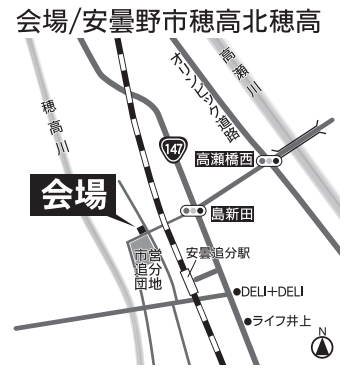 会場/安曇野市穂高北穂高
高瀬川
オリンピック道路
穂高川
147
高瀬橋西
会場
島新田
市営
追分
団地
安曇追分駅
DELI+DELI
ライフ井上
N